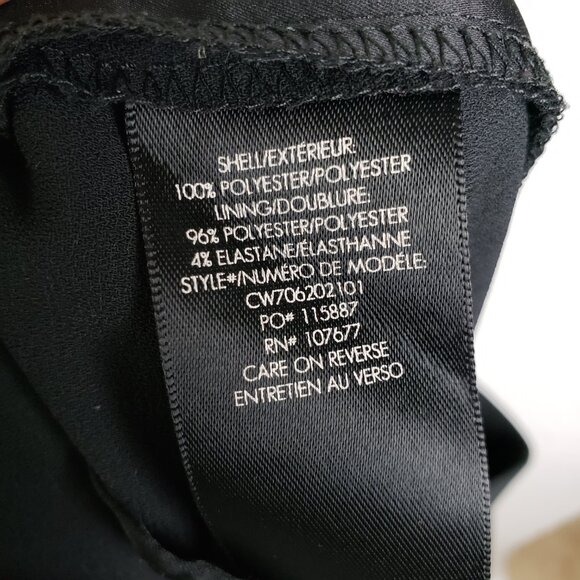 SHELL/EXTÉRIEUR:
100% POLYESTER/POLYESTER
LINING/DOUBLURE:
96% POLYESTER/POLYESTER
4% ELASTANE/ÉLASTHANNE
STYLE#/NUMÉRO DE MODÈLE:
CW706202101
PO# 115887
RN# 107677
CARE ON REVERSE
ENTRETIEN AU VERSO